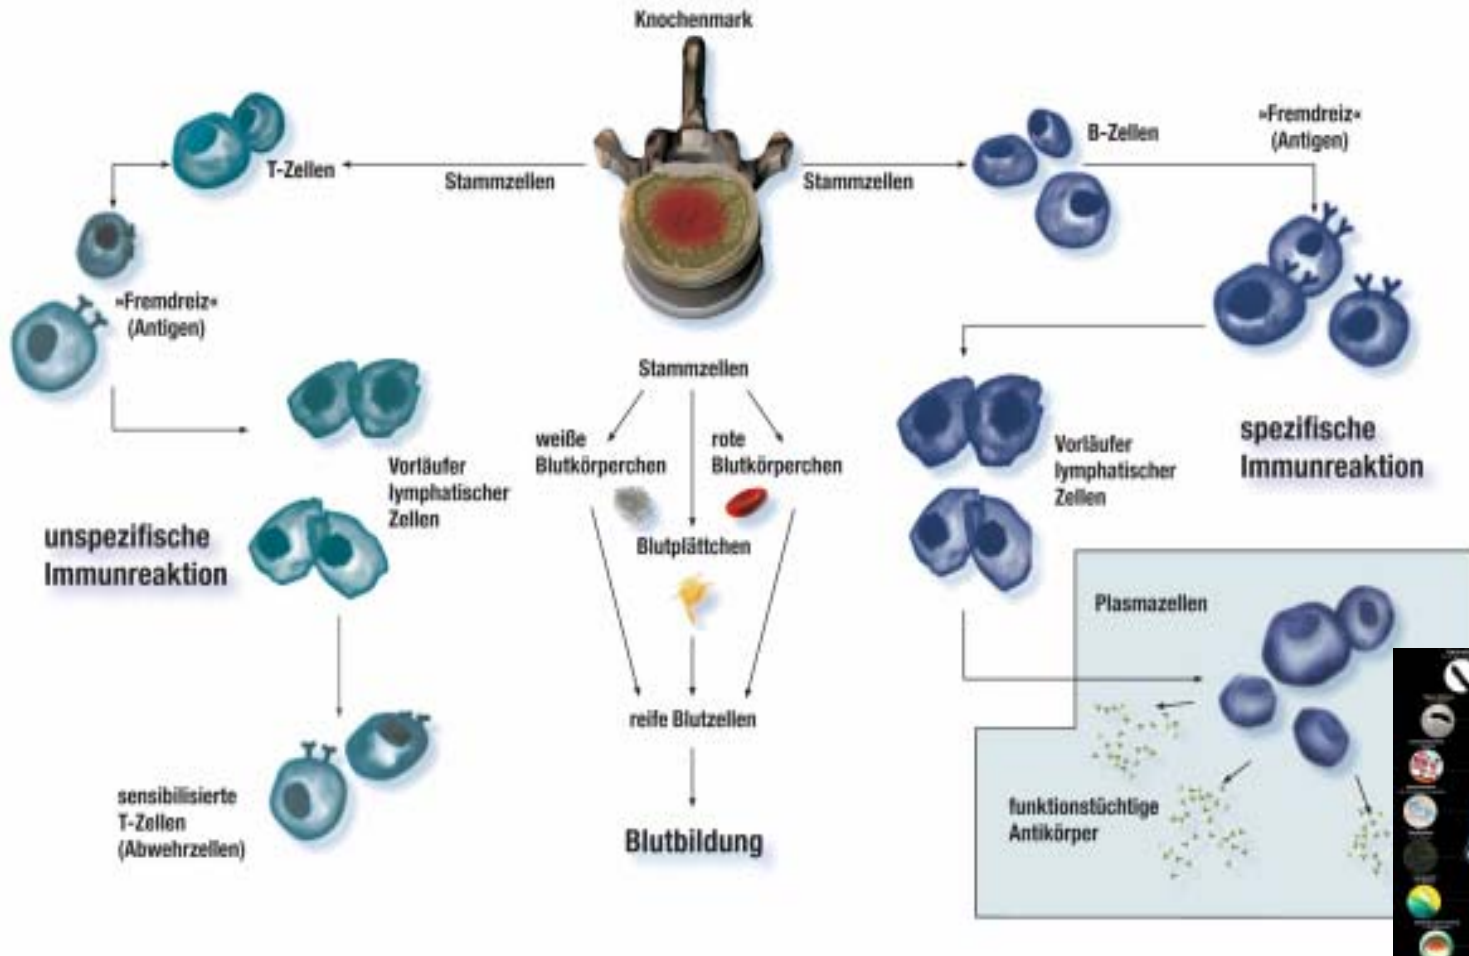 Knochenmark
T-Zellen
Stammzellen
Stammzellen
B-Zellen
»Fremdreiz«
(Antigen)
»Fremdreiz«
(Antigen)
Stammzellen
weiße
Blutkörperchen
rote
Blutkörperchen
Blutplättchen
reife Blutzellen
Blutbildung
Vorläufer
lymphatischer
Zellen
unspezifische
Immunreaktion
sensibilisierte
T-Zellen
(Abwehrzellen)
Vorläufer
lymphatischer
Zellen
spezifische
Immunreaktion
Plasmazellen
funktionstüchtige
Antikörper